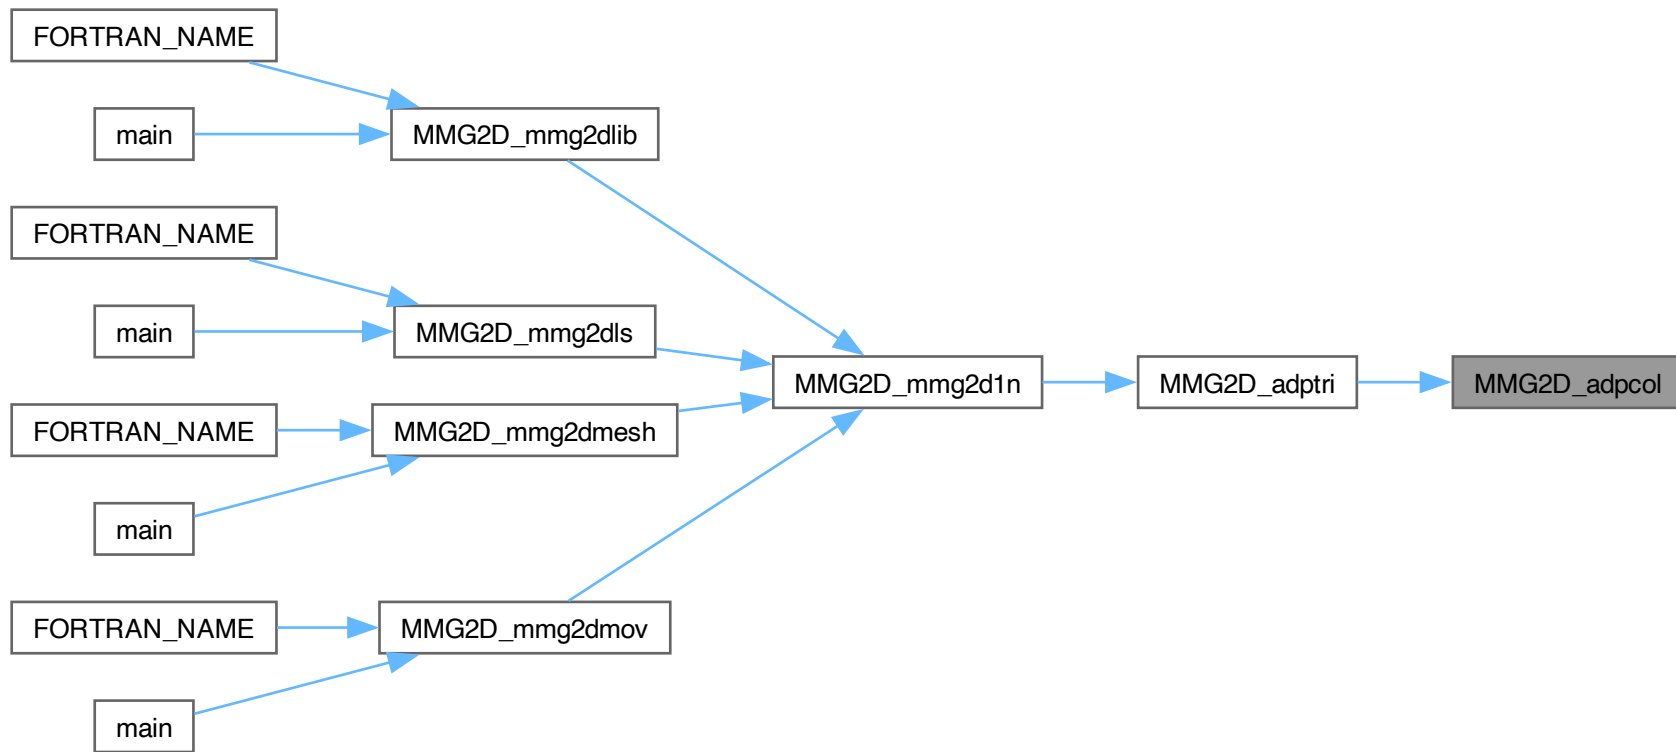 FORTRAN_NAME
main
MMG2D_mmg2dlib
FORTRAN_NAME
main
MMG2D_mmg2dls
MMG2D_mmg2d1n
MMG2D_adptri
MMG2D_adpcol
FORTRAN_NAME
MMG2D_mmg2dmesh
main
FORTRAN_NAME
MMG2D_mmg2dmov
main